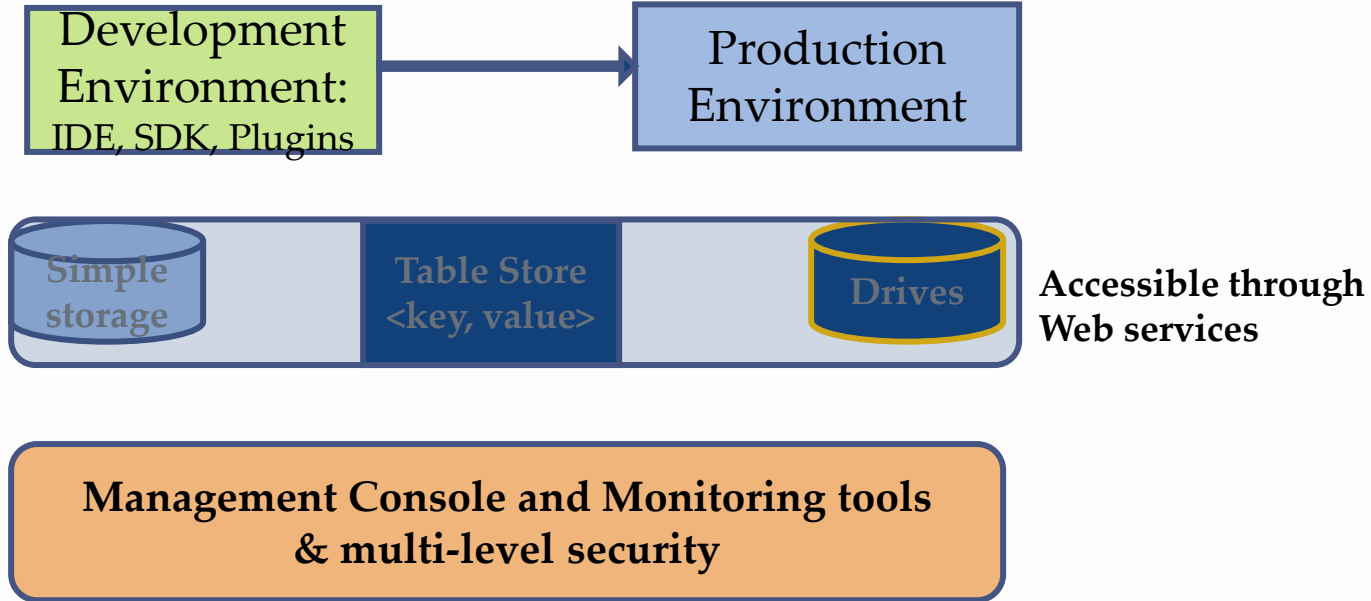 Development
Environment:
IDE, SDK, Plugins
Production
Environment
Simple
storage
Table Store
<key, value>
Drives
Accessible through
Web services
Management Console and Monitoring tools
& multi-level security